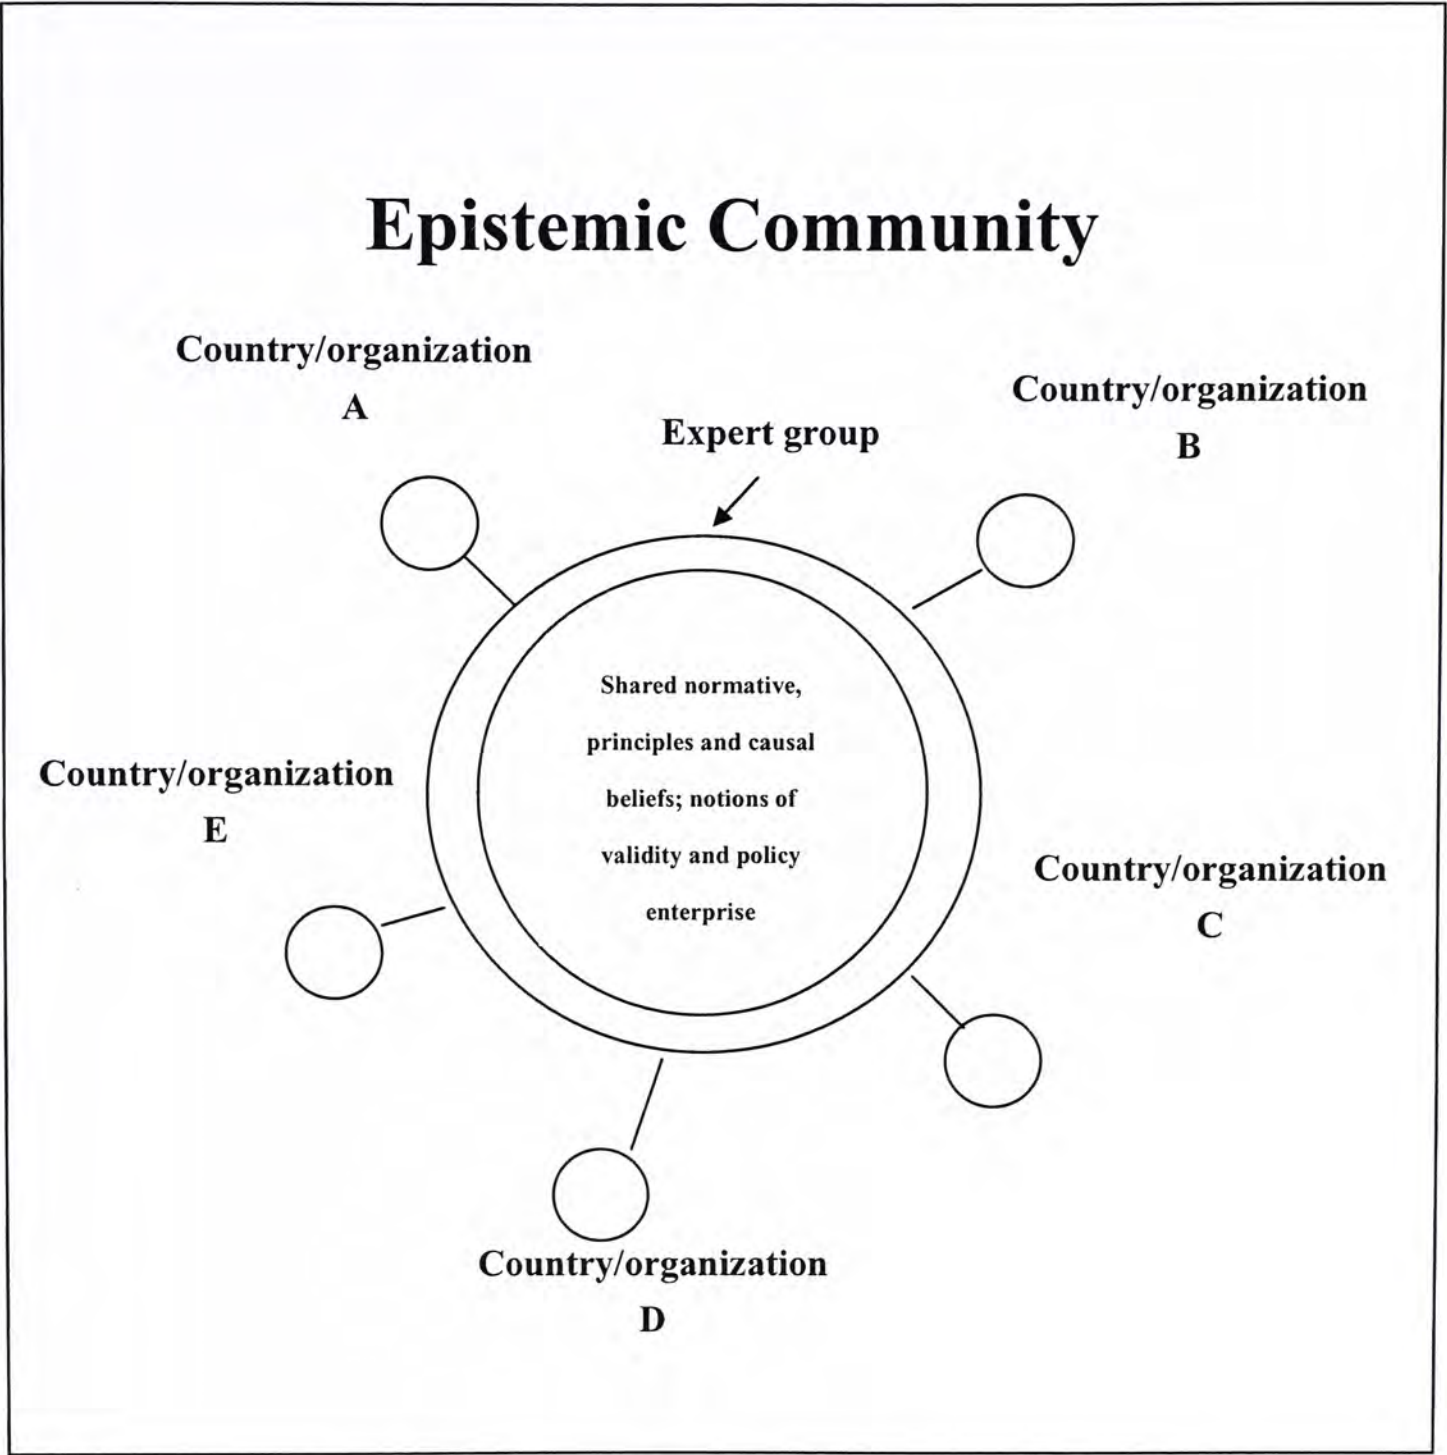 Epistemic Community
Country/organization
A
Country/organization
B
Expert group
Shared normative,
principles and causal
beliefs; notions of
validity and policy
enterprise
Country/organization
E
Country/organization
C
Country/organization
D